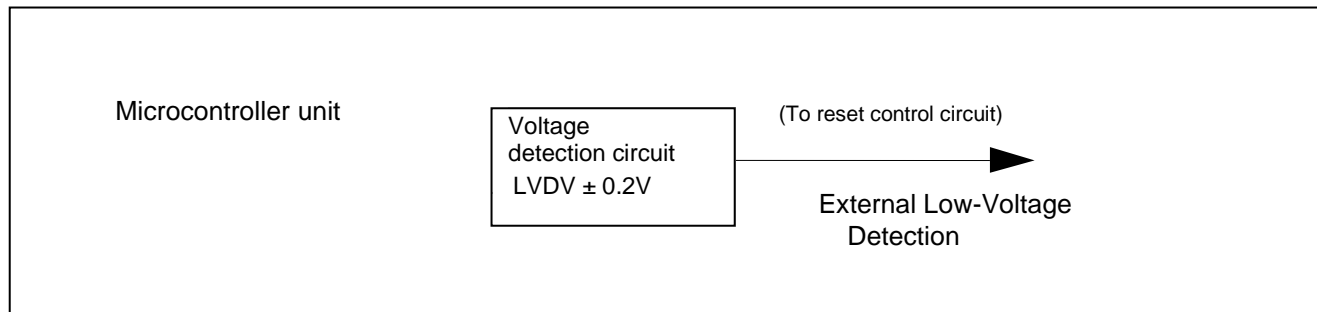 Microcontroller unit
Voltage
detection circuit
LVDV ± 0.2V
(To reset control circuit)
External Low-Voltage
Detection